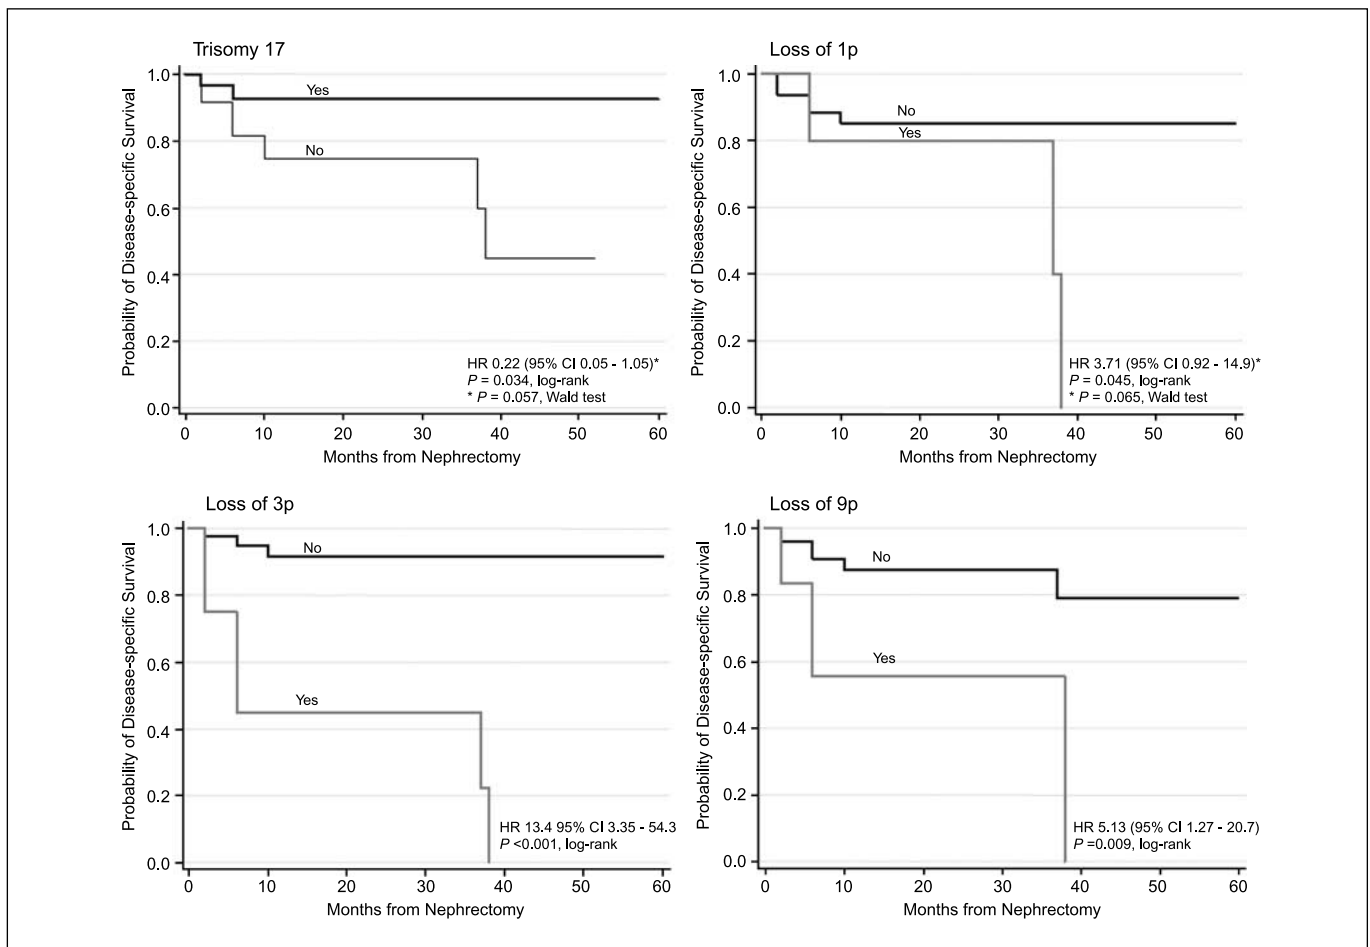 Trisomy 17
Probability of Disease-specific Survival
1.0
0.8
0.6
0.4
0.2
0.0
Yes
No
HR 0.22 (95% CI 0.05 - 1.05)*
P = 0.034, log-rank
* P = 0.057, Wald test
0 10 20 30 40 50 60
Months from Nephrectomy
Loss of 1p
Probability of Disease-specific Survival
1.0
0.8
0.6
0.4
0.2
0.0
No
Yes
HR 3.71 (95% CI 0.92 - 14.9)*
P = 0.045, log-rank
* P = 0.065, Wald test
0 10 20 30 40 50 60
Months from Nephrectomy
Loss of 3p
Probability of Disease-specific Survival
1.0
0.8
0.6
0.4
0.2
0.0
No
Yes
HR 13.4 95% CI 3.35 - 54.3
P <0.001, log-rank
0 10 20 30 40 50 60
Months from Nephrectomy
Loss of 9p
Probability of Disease-specific Survival
1.0
0.8
0.6
0.4
0.2
0.0
No
Yes
HR 5.13 (95% CI 1.27 - 20.7)
P =0.009, log-rank
0 10 20 30 40 50 60
Months from Nephrectomy